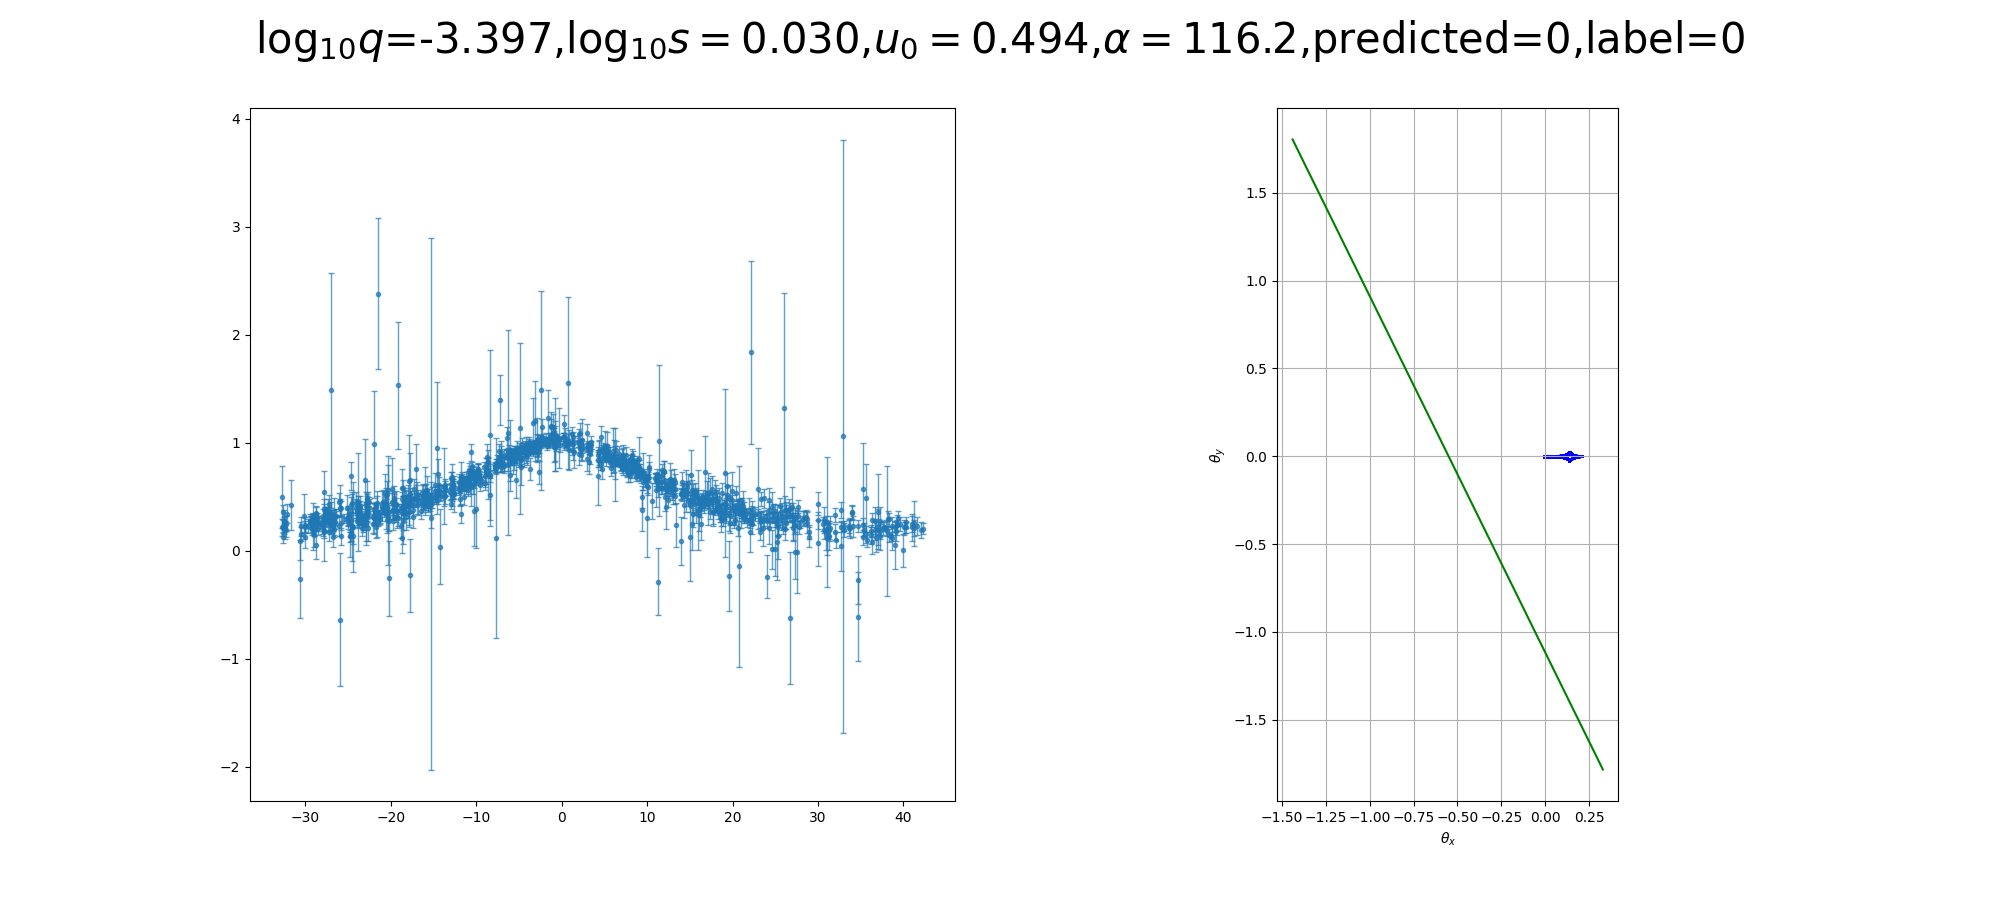 log₁₀q=-3.397,log₁₀s = 0.030,u₀ = 0.494,α = 116.2,predicted=0,label=0
4
3
2
1
0
−1
−2
−30 −20 −10 0 10 20 30 40
1.5
1.0
0.5
0.0
−0.5
−1.0
−1.5
θy
−1.50 −1.25 −1.00 −0.75 −0.50 −0.25 0.00 0.25
θx